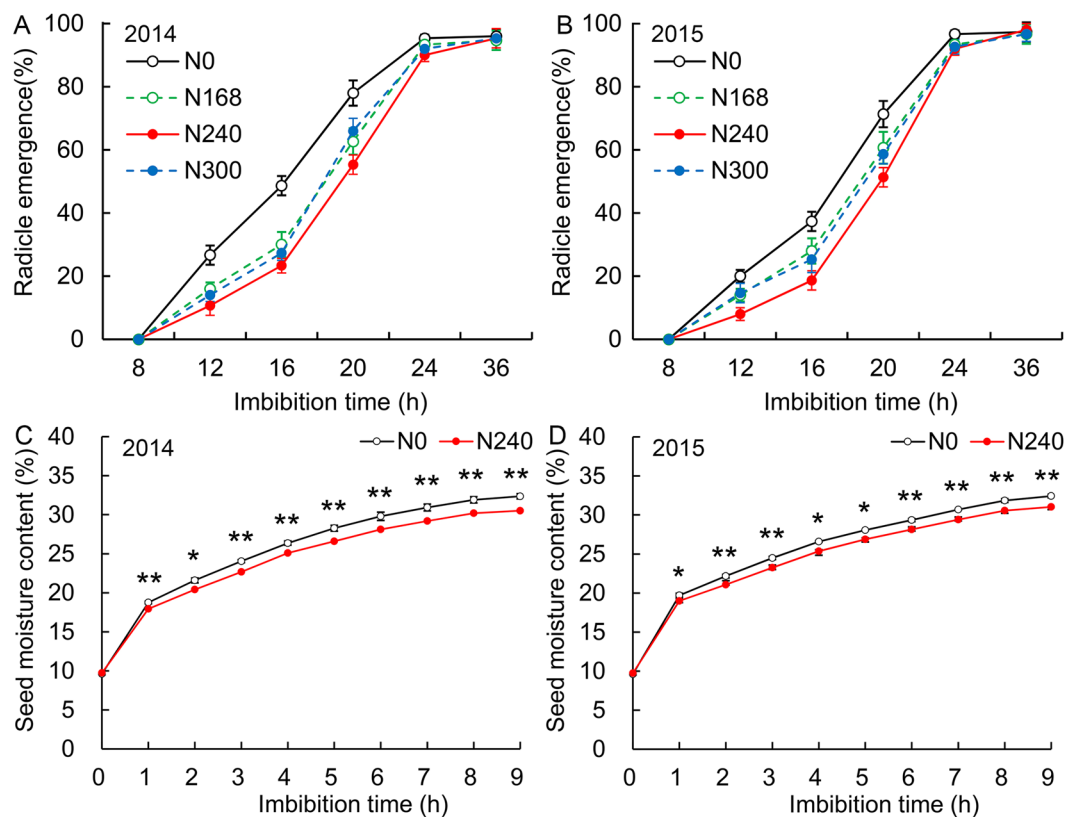 A
2014
N0
N168
N240
N300
Radicle emergence(%)
100
80
60
40
20
0
8 12 16 20 24 36
Imbibition time (h)
B
2015
N0
N168
N240
N300
Radicle emergence(%)
100
80
60
40
20
0
8 12 16 20 24 36
Imbibition time (h)
C
2014
N0 N240
Seed moisture content (%)
40
35
30
25
20
15
10
5
0
** * ** ** ** ** ** ** **
0 1 2 3 4 5 6 7 8 9
Imbibition time (h)
D
2015
N0 N240
Seed moisture content (%)
40
35
30
25
20
15
10
5
0
* ** ** * * ** ** ** **
0 1 2 3 4 5 6 7 8 9
Imbibition time (h)